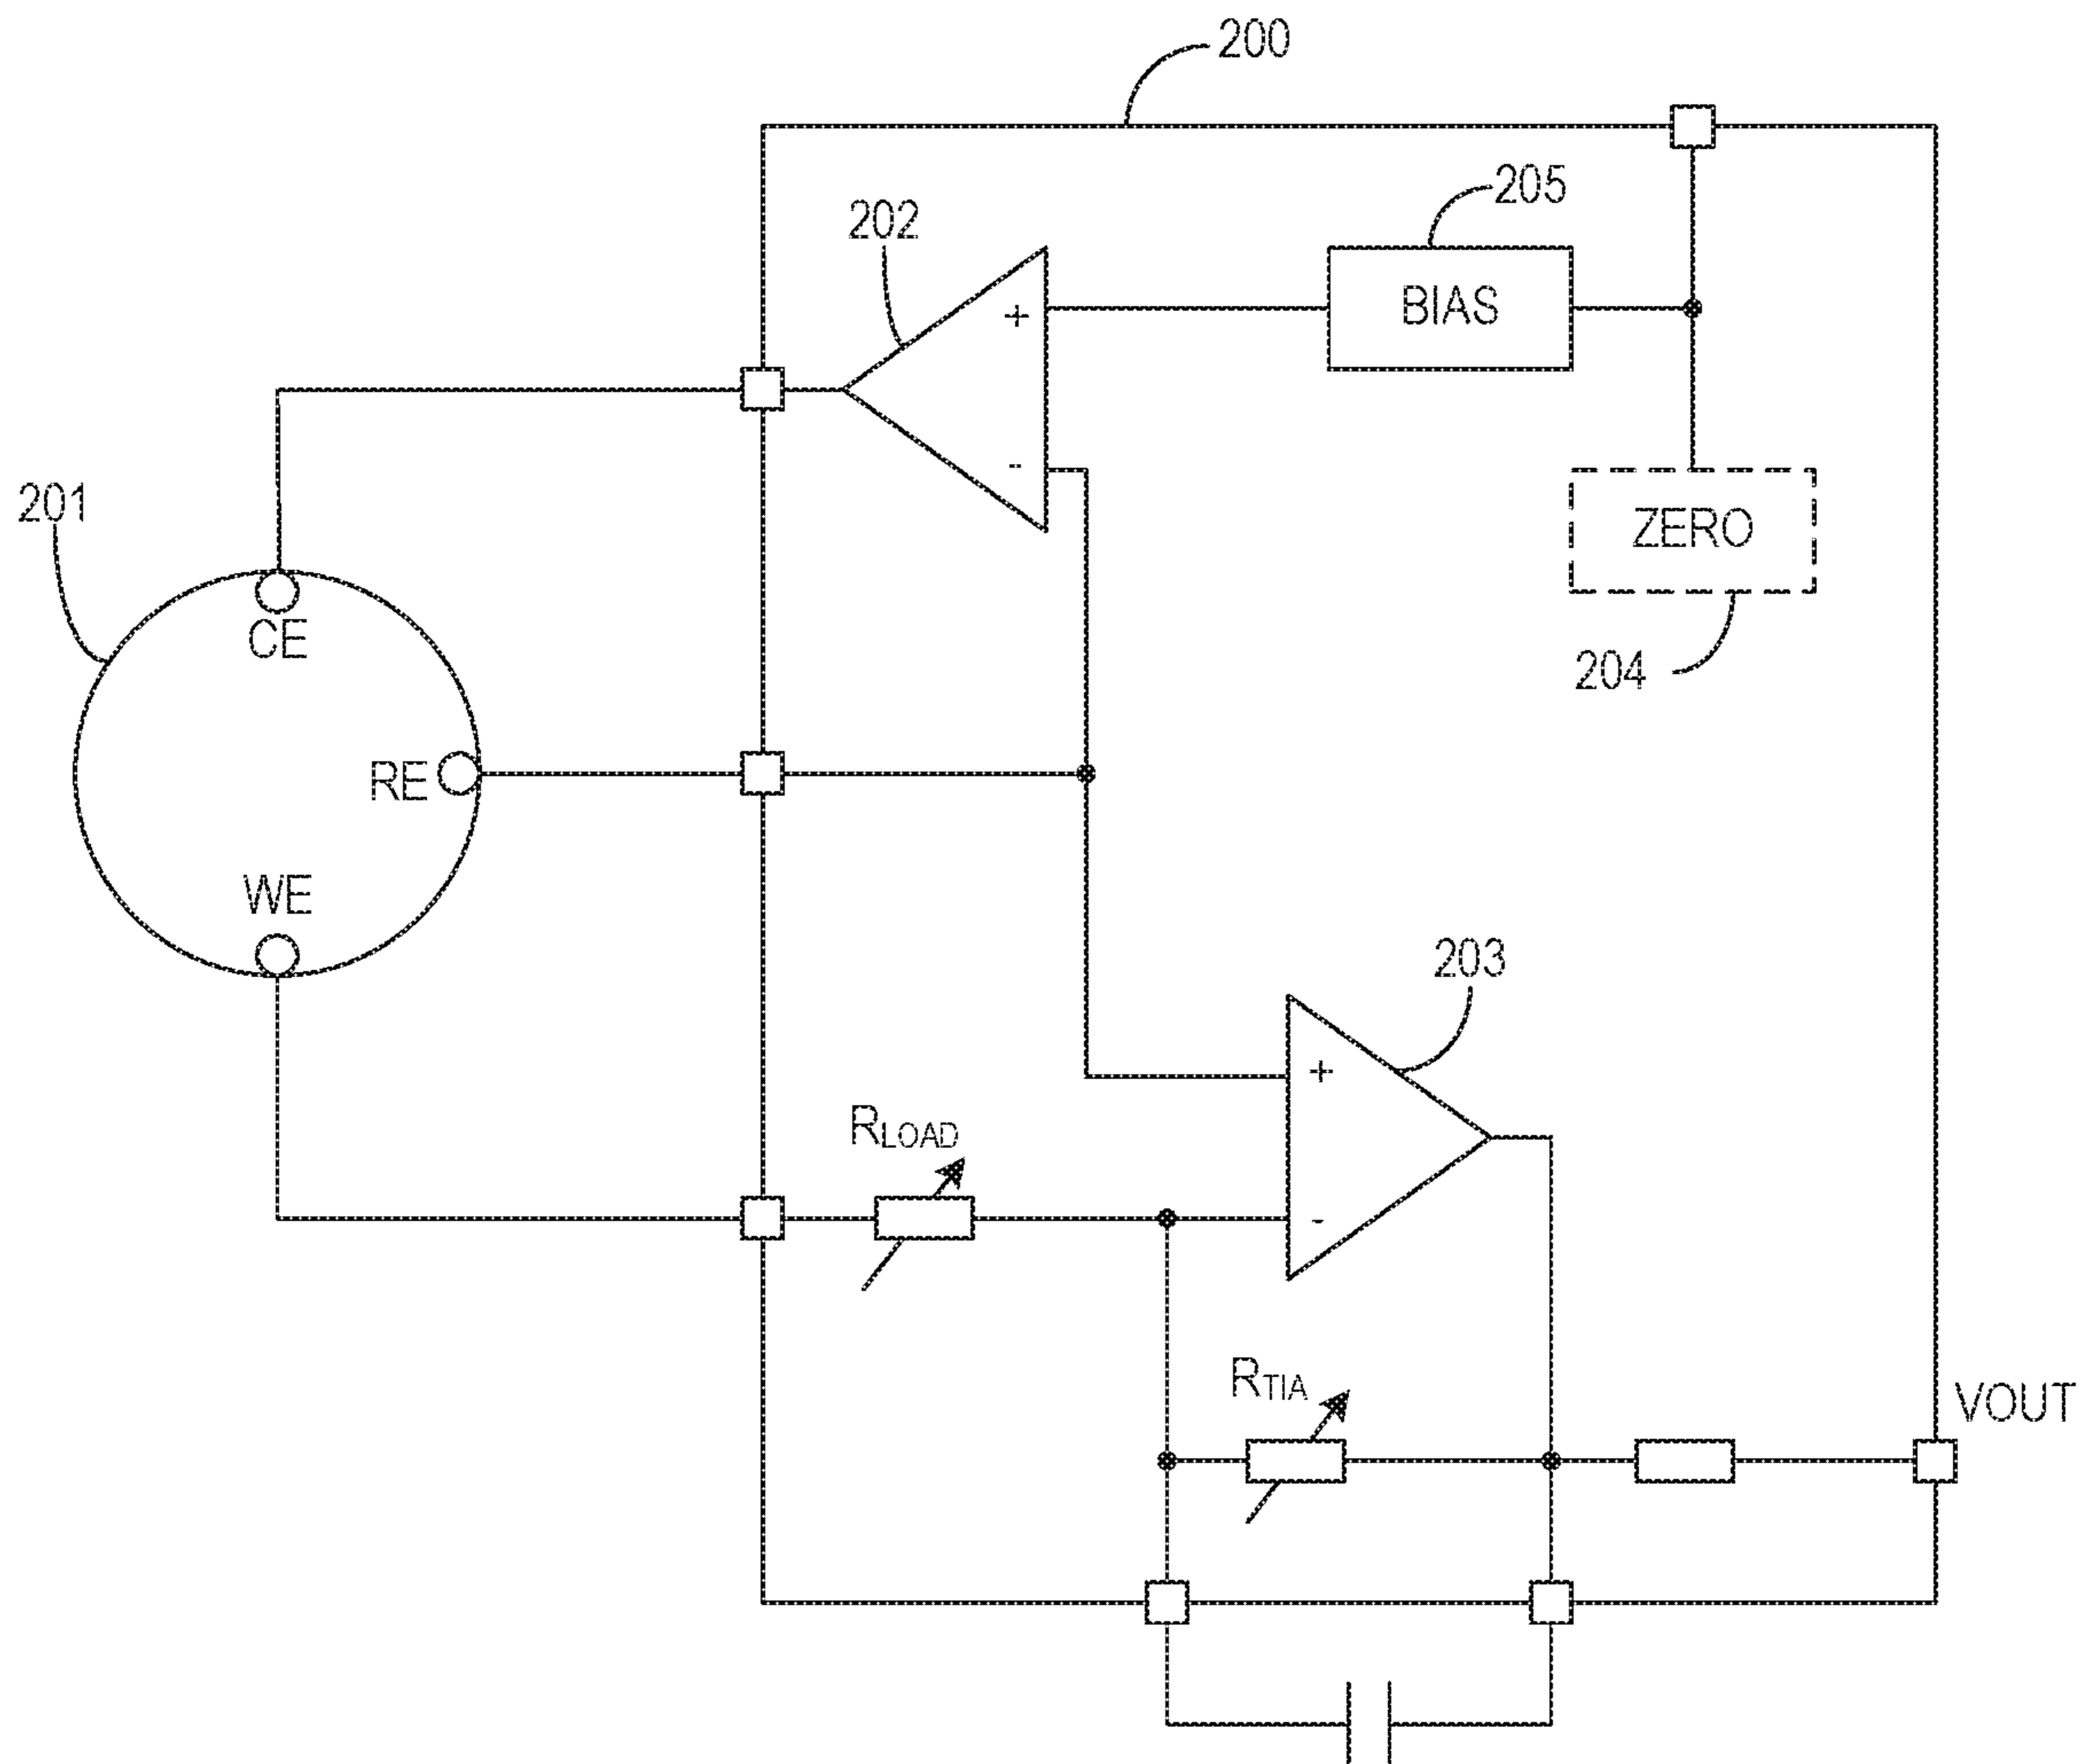 200
205
202
+
BIAS
-
ZERO
201
204
CE
RE
WE
203
+
RLOAD
-
RTIA
VOUT